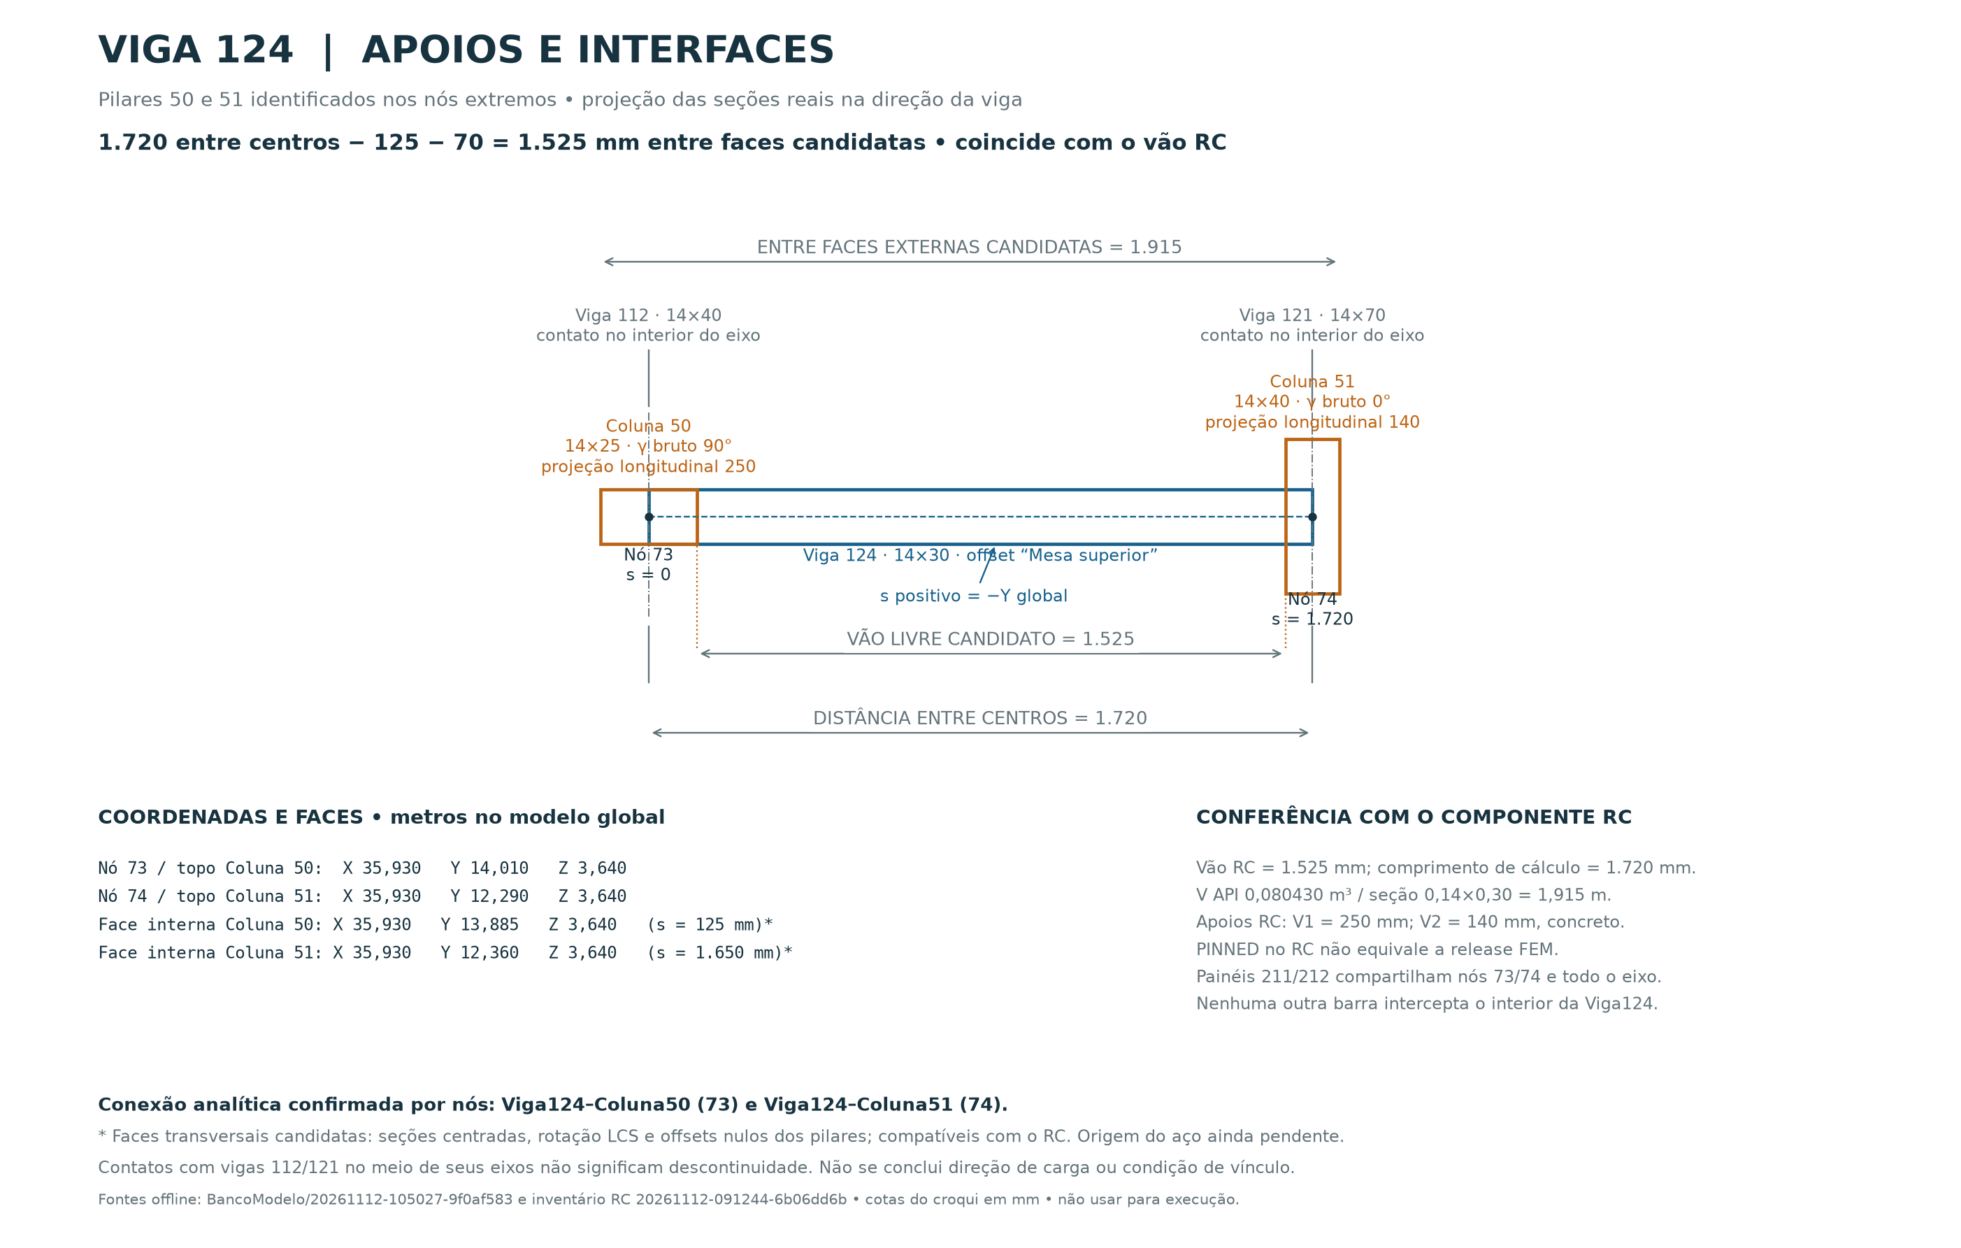 VIGA 124 | APOIOS E INTERFACES
Pilares 50 e 51 identificados nos nós extremos • projeção das seções reais na direção da viga
1.720 entre centros − 125 − 70 = 1.525 mm entre faces candidatas • coincide com o vão RC
ENTRE FACES EXTERNAS CANDIDATAS = 1.915
Viga 112 · 14×40
contato no interior do eixo
Viga 121 · 14×70
contato no interior do eixo
Coluna 51
14×40 · γ bruto 0°
projeção longitudinal 140
Coluna 50
14×25 · γ bruto 90°
projeção longitudinal 250
Nó 73
s = 0
Viga 124 · 14×30 · offset “Mesa superior”
s positivo = −Y global
Nó 74
s = 1.720
VÃO LIVRE CANDIDATO = 1.525
DISTÂNCIA ENTRE CENTROS = 1.720
COORDENADAS E FACES • metros no modelo global
Nó 73 / topo Coluna 50:  X 35,930   Y 14,010   Z 3,640
Nó 74 / topo Coluna 51:  X 35,930   Y 12,290   Z 3,640
Face interna Coluna 50: X 35,930   Y 13,885   Z 3,640   (s = 125 mm)*
Face interna Coluna 51: X 35,930   Y 12,360   Z 3,640   (s = 1.650 mm)*
CONFERÊNCIA COM O COMPONENTE RC
Vão RC = 1.525 mm; comprimento de cálculo = 1.720 mm.
V API 0,080430 m³ / seção 0,14×0,30 = 1,915 m.
Apoios RC: V1 = 250 mm; V2 = 140 mm, concreto.
PINNED no RC não equivale a release FEM.
Painéis 211/212 compartilham nós 73/74 e todo o eixo.
Nenhuma outra barra intercepta o interior da Viga124.
Conexão analítica confirmada por nós: Viga124–Coluna50 (73) e Viga124–Coluna51 (74).
* Faces transversais candidatas: seções centradas, rotação LCS e offsets nulos dos pilares; compatíveis com o RC. Origem do aço ainda pendente.
Contatos com vigas 112/121 no meio de seus eixos não significam descontinuidade. Não se conclui direção de carga ou condição de vínculo.
Fontes offline: BancoModelo/20261112-105027-9f0af583 e inventário RC 20261112-091244-6b06dd6b • cotas do croqui em mm • não usar para execução.